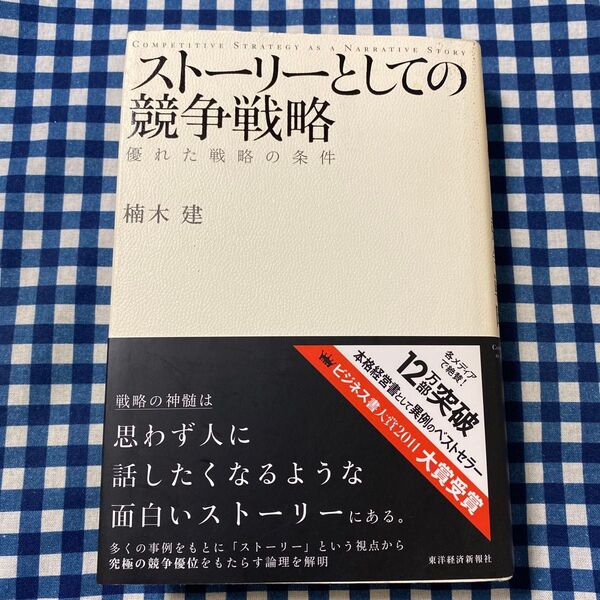 COMPETITIVE STRATEGY AS A NARRATIVE STORY
ストーリーとしての
競争戦略
優れた戦略の条件
楠木 建
各メディア
で絶賛!
12万部突破
本格経営書として異例のベストセラー
ビジネス書大賞2011 大賞受賞
戦略の神髄は
思わず人に
話したくなるような
面白いストーリーにある。
多くの事例をもとに「ストーリー」という視点から
究極の競争優位をもたらす論理を解明
東洋経済新報社